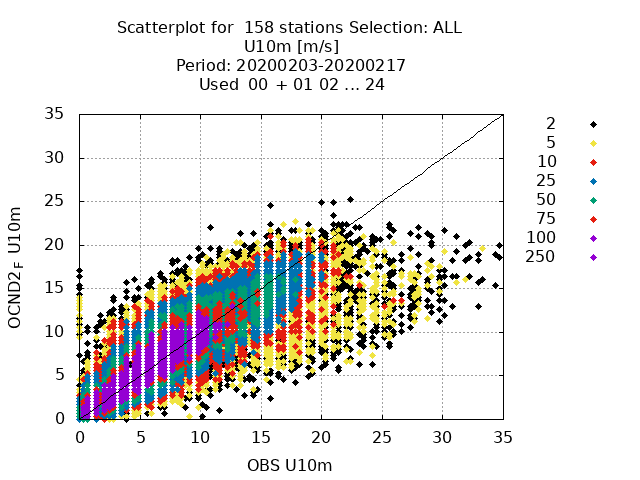 Scatterplot for  158 stations Selection: ALL
U10m [m/s]
Period: 20200203-20200217
Used  00 + 01 02 ... 24
35
30
25
20
15
10
5
0
OCND2 F U10m
0 5 10 15 20 25 30 35
OBS U10m
2
5
10
25
50
75
100
250